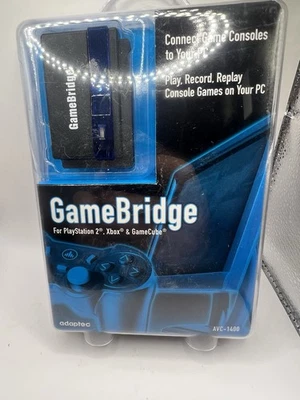 Connect Game Consoles
to Your PC
Play, Record, Replay
Console Games on Your PC
GameBridge
GameBridge
For PlayStation 2®, Xbox® & GameCube®
adaptec
AVC-1400